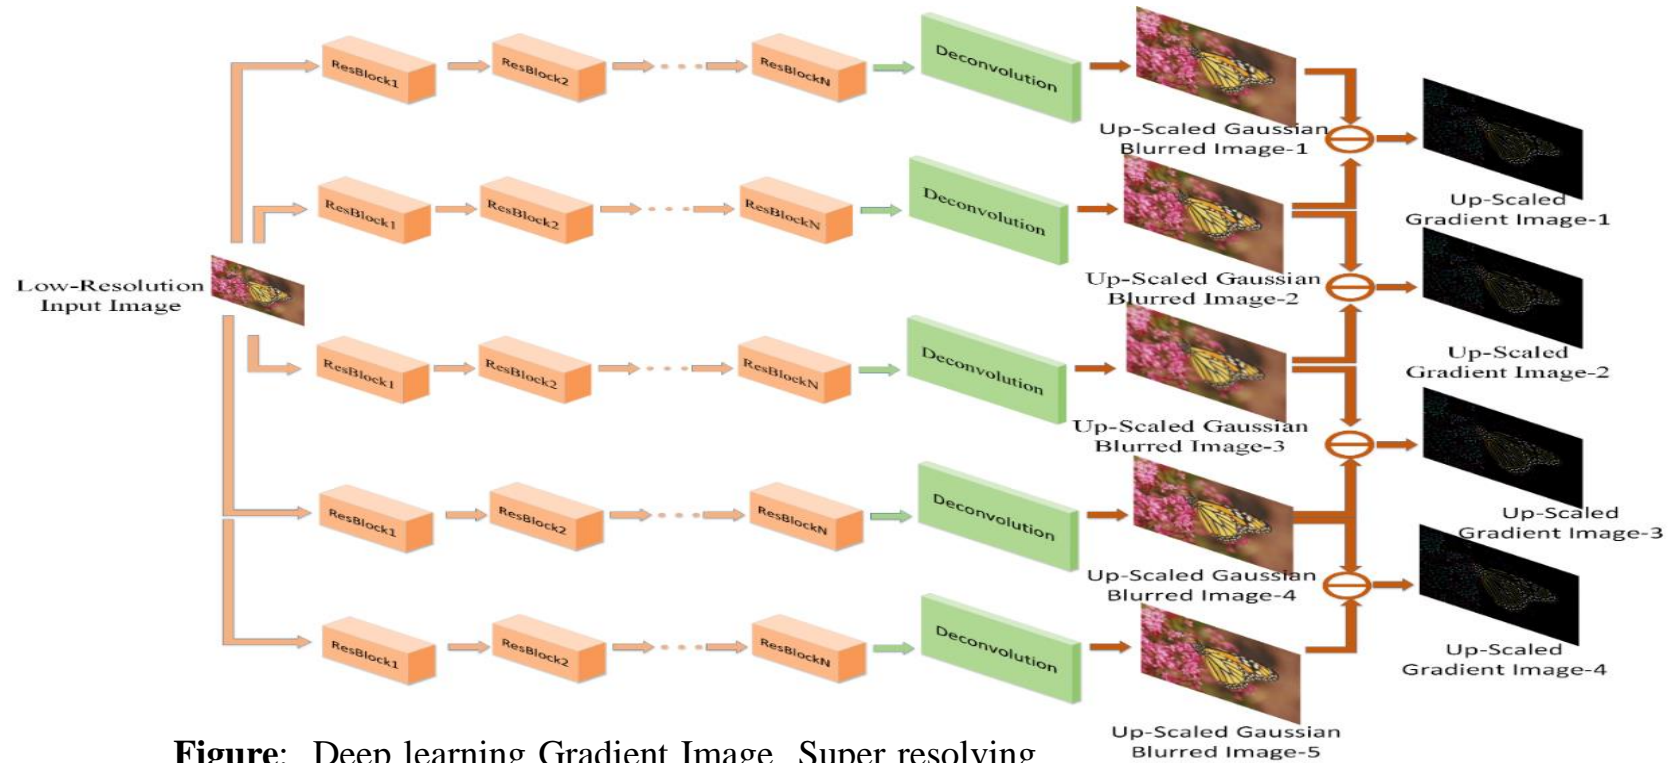 ResBlock1
ResBlock2
ResBlockN
Deconvolution
Up-Scaled Gaussian
Blurred Image-1
Up-Scaled
Gradient Image-1
ResBlock1
ResBlock2
ResBlockN
Deconvolution
Up-Scaled Gaussian
Blurred Image-2
Up-Scaled
Gradient Image-2
Low-Resolution
Input Image
ResBlock1
ResBlock2
ResBlockN
Deconvolution
Up-Scaled Gaussian
Blurred Image-3
Up-Scaled
Gradient Image-3
ResBlock1
ResBlock2
ResBlockN
Deconvolution
Up-Scaled Gaussian
Blurred Image-4
Up-Scaled
Gradient Image-4
ResBlock1
ResBlock2
ResBlockN
Deconvolution
Up-Scaled Gaussian
Blurred Image-5
Figure: Deep learning Gradient Image Super resolving